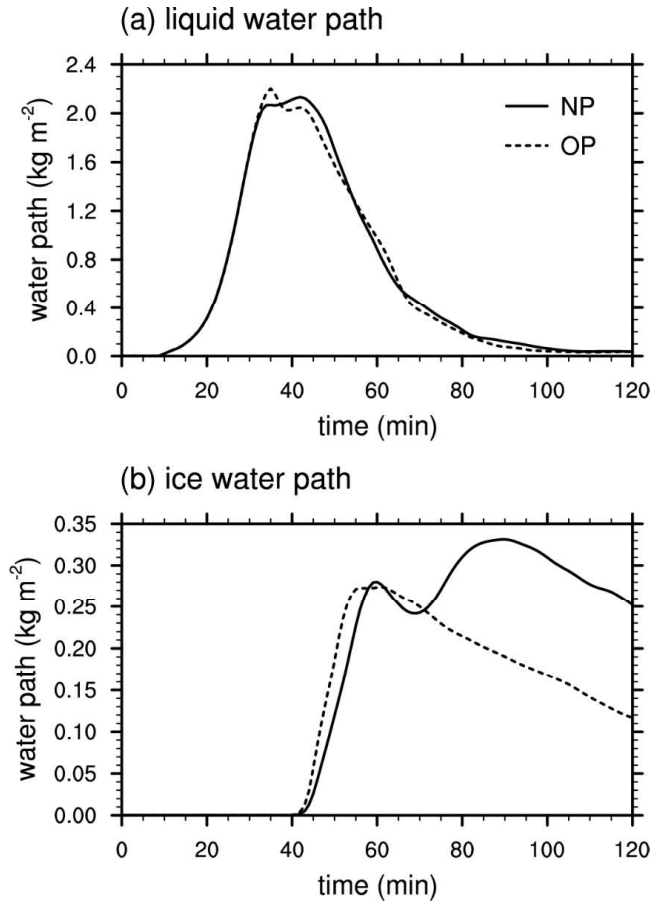 (a) liquid water path
water path (kg m-2)
2.4
2.0
1.6
1.2
0.8
0.4
0.0
NP
OP
0 20 40 60 80 100 120
time (min)
(b) ice water path
water path (kg m-2)
0.35
0.30
0.25
0.20
0.15
0.10
0.05
0.00
0 20 40 60 80 100 120
time (min)